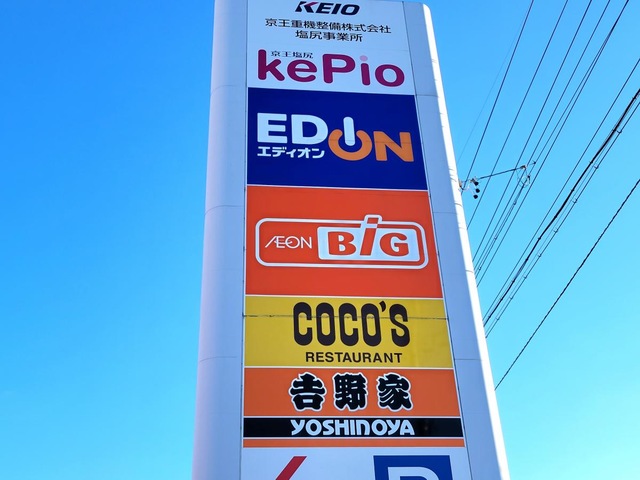 KEIO
京王重機整備株式会社
塩尻事業所
京王塩尻
kePio
EDION
エディオン
ÆON BiG
COCO'S
RESTAURANT
吉野家
YOSHINOYA